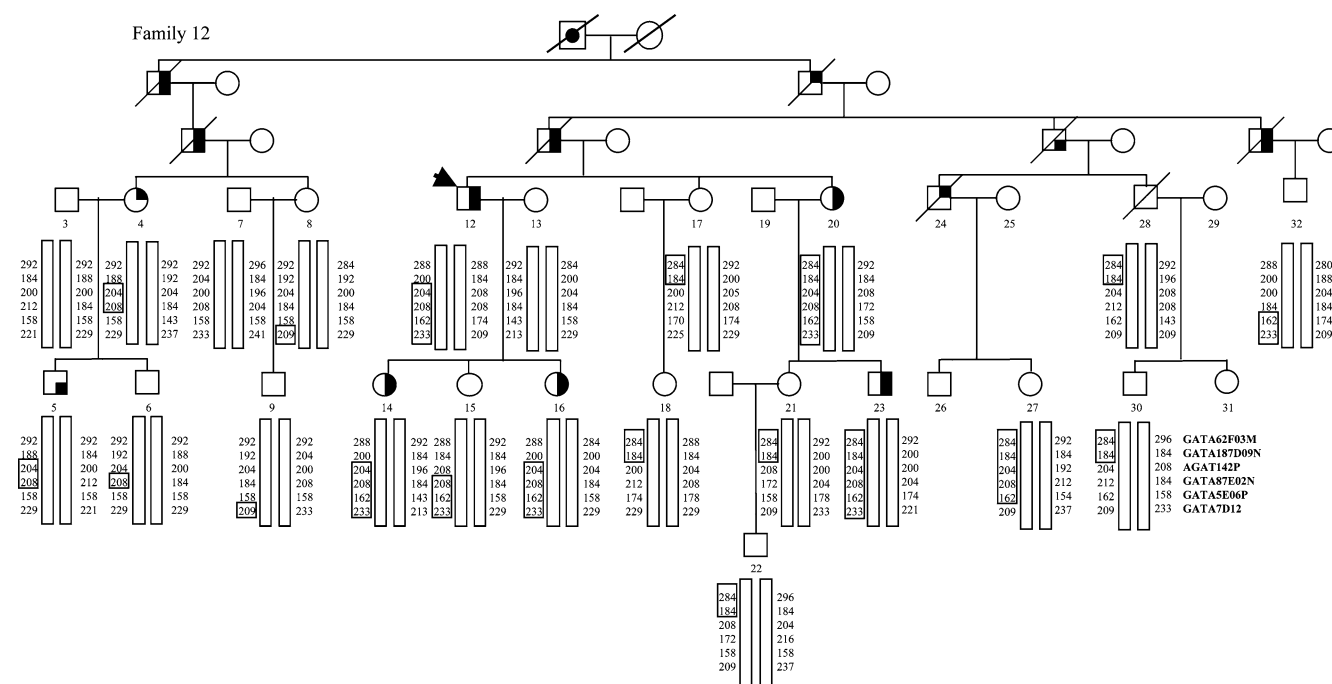 Family 12
3 4 7 8 12 13 17 19 20 24 25 28 29 32
292 292 292 292 292 296 292 284 288 288 292 284 284 292 284 292 284 292 288 280
184 188 188 192 204 184 192 192 200 184 184 200 184 200 184 184 184 196 200 188
200 200 204 204 200 196 204 200 204 208 196 204 200 205 204 208 204 208 200 204
212 184 208 184 208 204 184 184 208 208 184 184 212 208 208 172 212 208 184 184
158 158 158 143 158 158 158 158 162 174 143 158 170 174 162 158 162 143 162 174
221 229 229 237 233 241 209 229 233 209 213 229 225 229 233 209 209 209 233 209
5 6 9 14 15 16 18 21 23 26 27 30 31
292 292 292 292 292 292 288 292 288 284 288 284 284 288 284 292 284 292 284 292 284 296 GATA62F03M
188 184 192 188 192 204 200 184 184 200 200 200 184 184 184 200 184 200 184 184 184 184 GATA187D09N
204 200 204 200 204 200 204 196 208 204 204 200 200 200 208 200 204 200 204 192 204 208 AGAT142P
208 212 208 184 184 208 208 184 208 184 208 184 212 208 172 208 208 204 208 212 212 184 GATA87E02N
158 158 158 158 158 158 162 143 162 158 162 158 174 178 158 178 162 174 162 154 162 158 GATA5E06P
229 221 229 229 209 233 233 213 233 229 233 229 229 229 209 233 233 221 209 237 209 233 GATA7D12
22
284 296
184 184
208 204
172 216
158 158
209 237